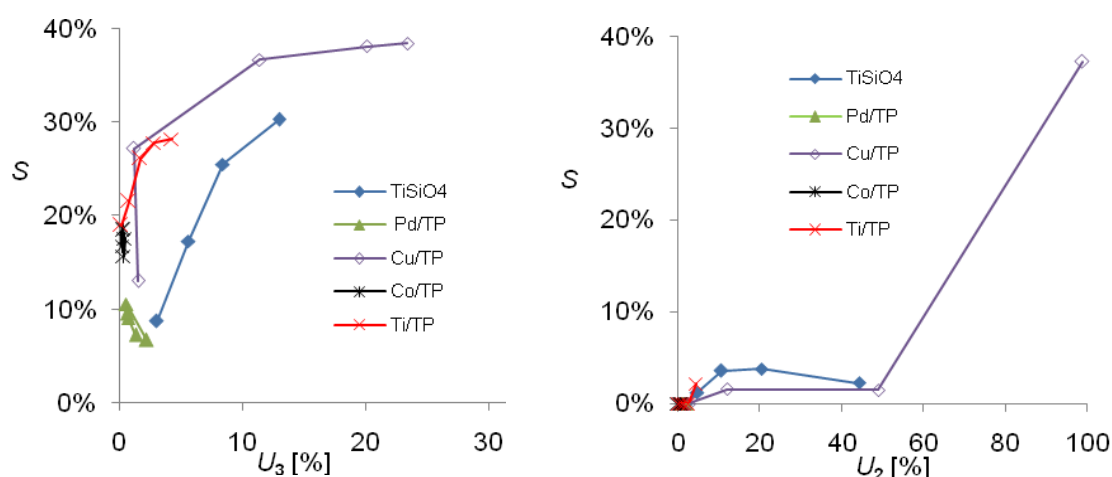 40%
30%
S
20%
10%
0%
0
10
20
30
U3 [%]
TiSiO4
Pd/TP
Cu/TP
Co/TP
Ti/TP
40%
30%
S
20%
10%
0%
0
20
40
60
80
100
U2 [%]
TiSiO4
Pd/TP
Cu/TP
Co/TP
Ti/TP